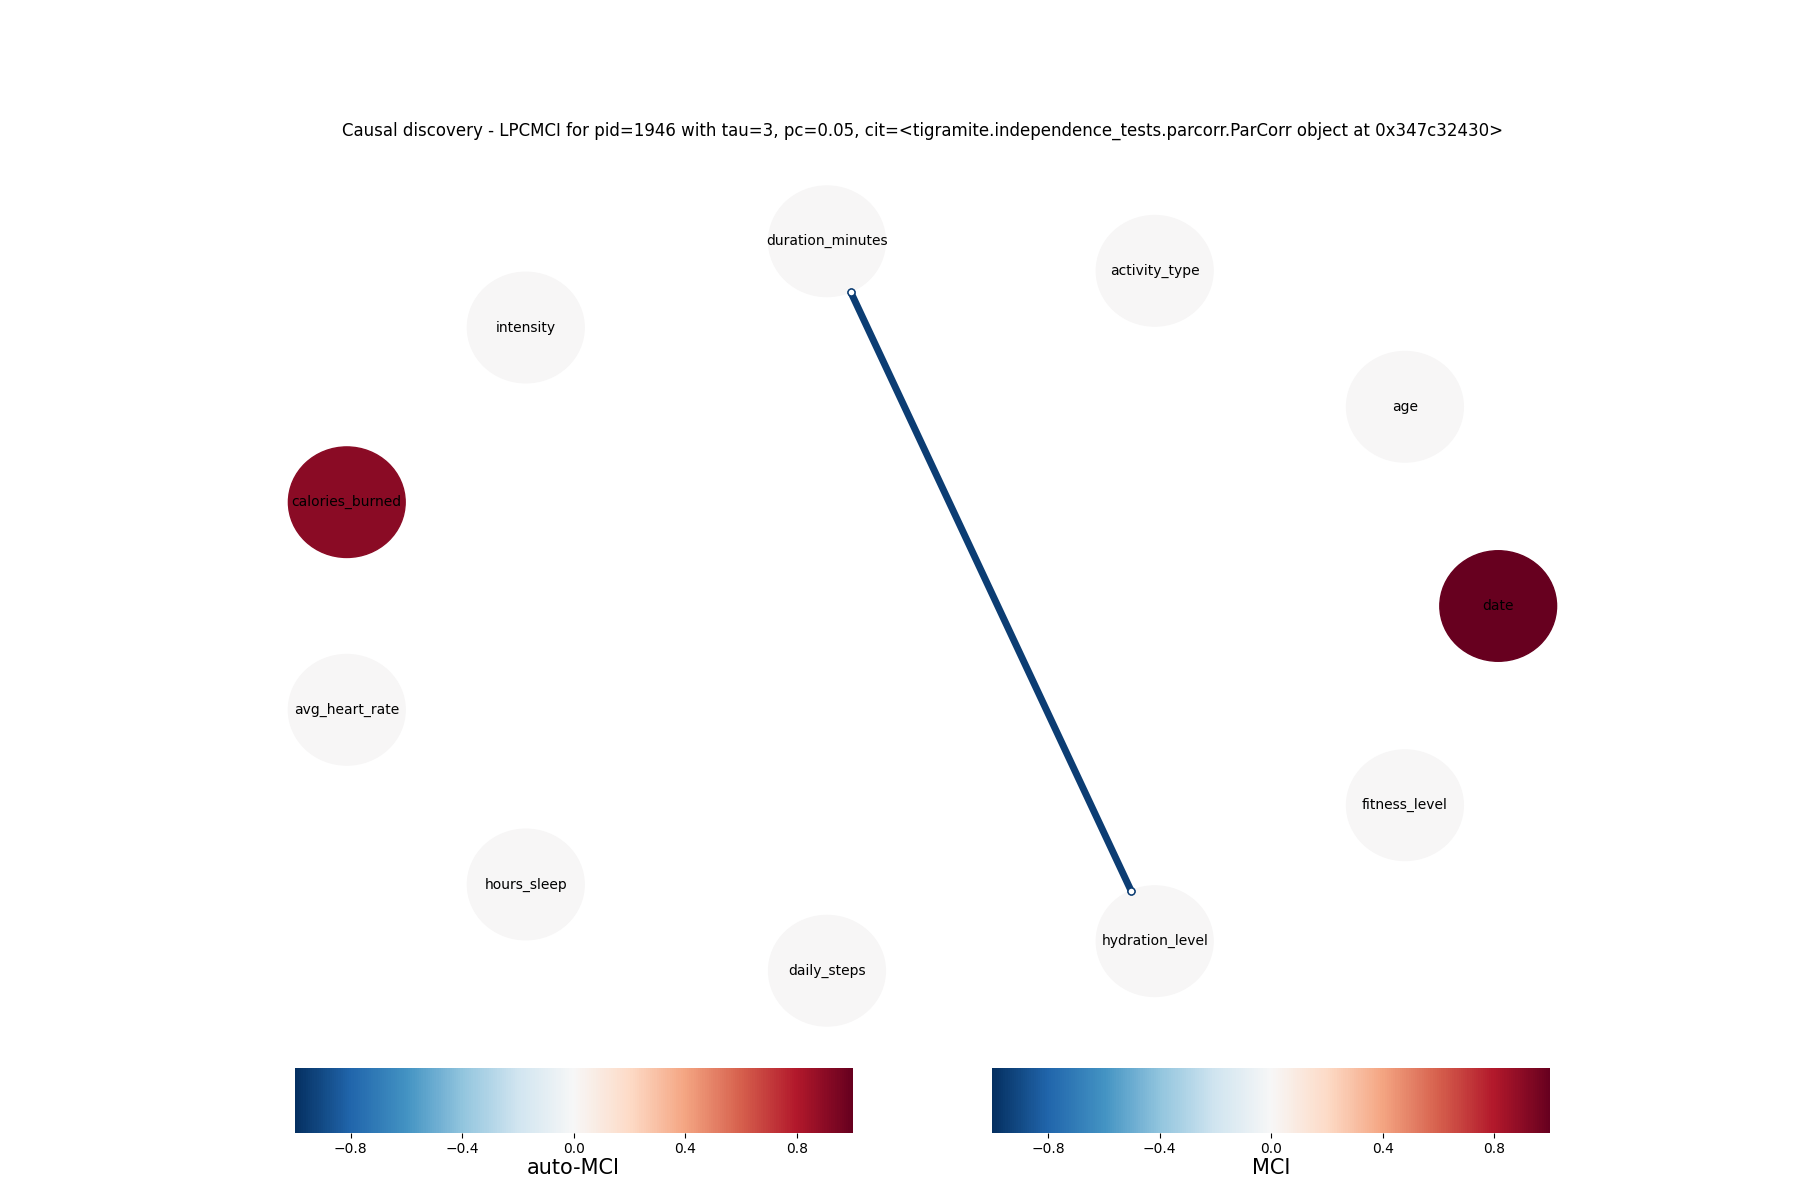 Causal discovery - LPCMCI for pid=1946 with tau=3, pc=0.05, cit=<tigramite.independence_tests.parcorr.ParCorr object at 0x347c32430>
duration_minutes
activity_type
intensity
age
calories_burned
date
avg_heart_rate
fitness_level
hours_sleep
hydration_level
daily_steps
−0.8 −0.4 0.0 0.4 0.8
auto-MCI
−0.8 −0.4 0.0 0.4 0.8
MCI